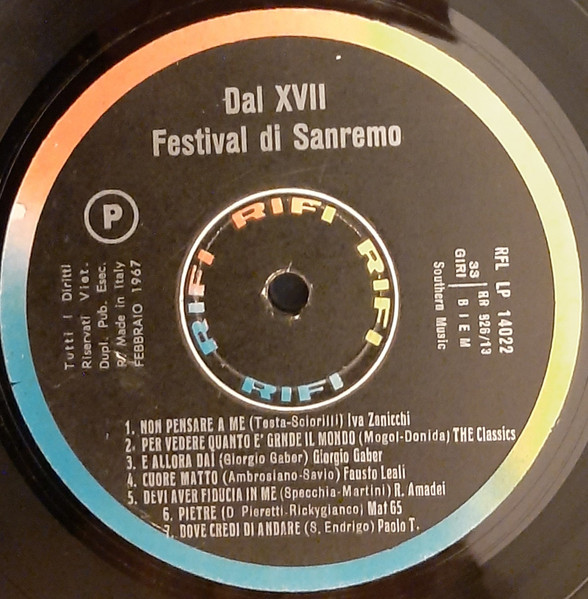 Dal XVII
Festival di Sanremo
P
Tutti I Diritti
Riservati Viet.
Dupl. Pub. Esec.
R/ Made in Italy
FEBBRAIO 1967
RIFI RIFI RIFI RIFI
RFL LP 14022
33 GIRI RR 926/13 BIEM
Southern Music
1. NON PENSARE A ME (Testa-Sciorilli) Iva Zanicchi
2. PER VEDERE QUANTO E' GRNDE IL MONDO (Mogol-Donida) THE Classics
3. E ALLORA DAI (Giorgio Gaber) Giorgio Gaber
4. CUORE MATTO (Ambrosiano-Savio) Fausto Leali
5. DEVI AVER FIDUCIA IN ME (Specchia-Martini) R. Amadei
6. PIETRE (D Pieretti-Rickygianco) Mat 65
7. DOVE CREDI DI ANDARE (S. Endrigo) Paolo T.